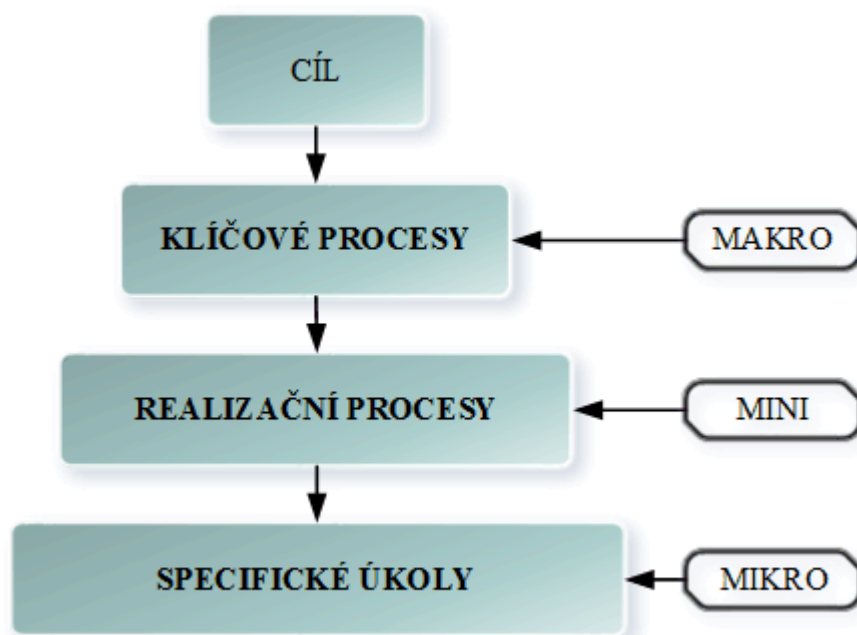 CÍL
KLÍČOVÉ PROCESY
MAKRO
REALIZAČNÍ PROCESY
MINI
SPECIFICKÉ ÚKOLY
MIKRO